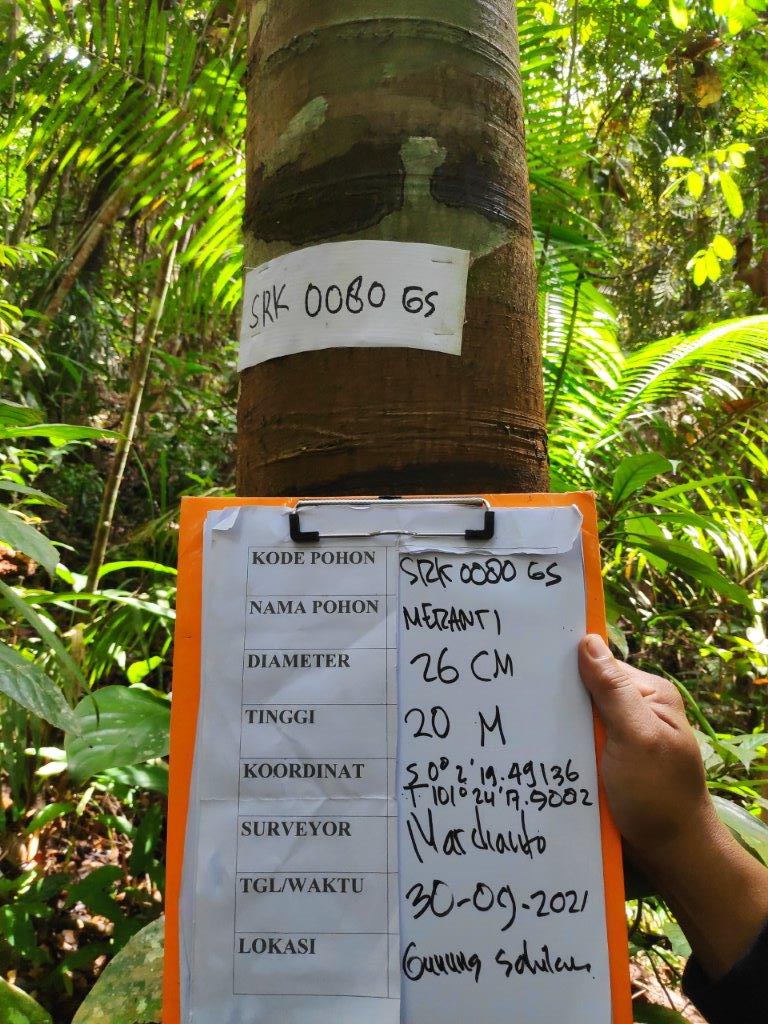 SRK 0080 GS
KODE POHON SRK 0080 GS
NAMA POHON MERANTI
DIAMETER 26 CM
TINGGI 20 M
KOORDINAT S 0° 2'19.49136
T 101° 24'17.9002
SURVEYOR Mardianto
TGL/WAKTU 30-09-2021
LOKASI Gunung